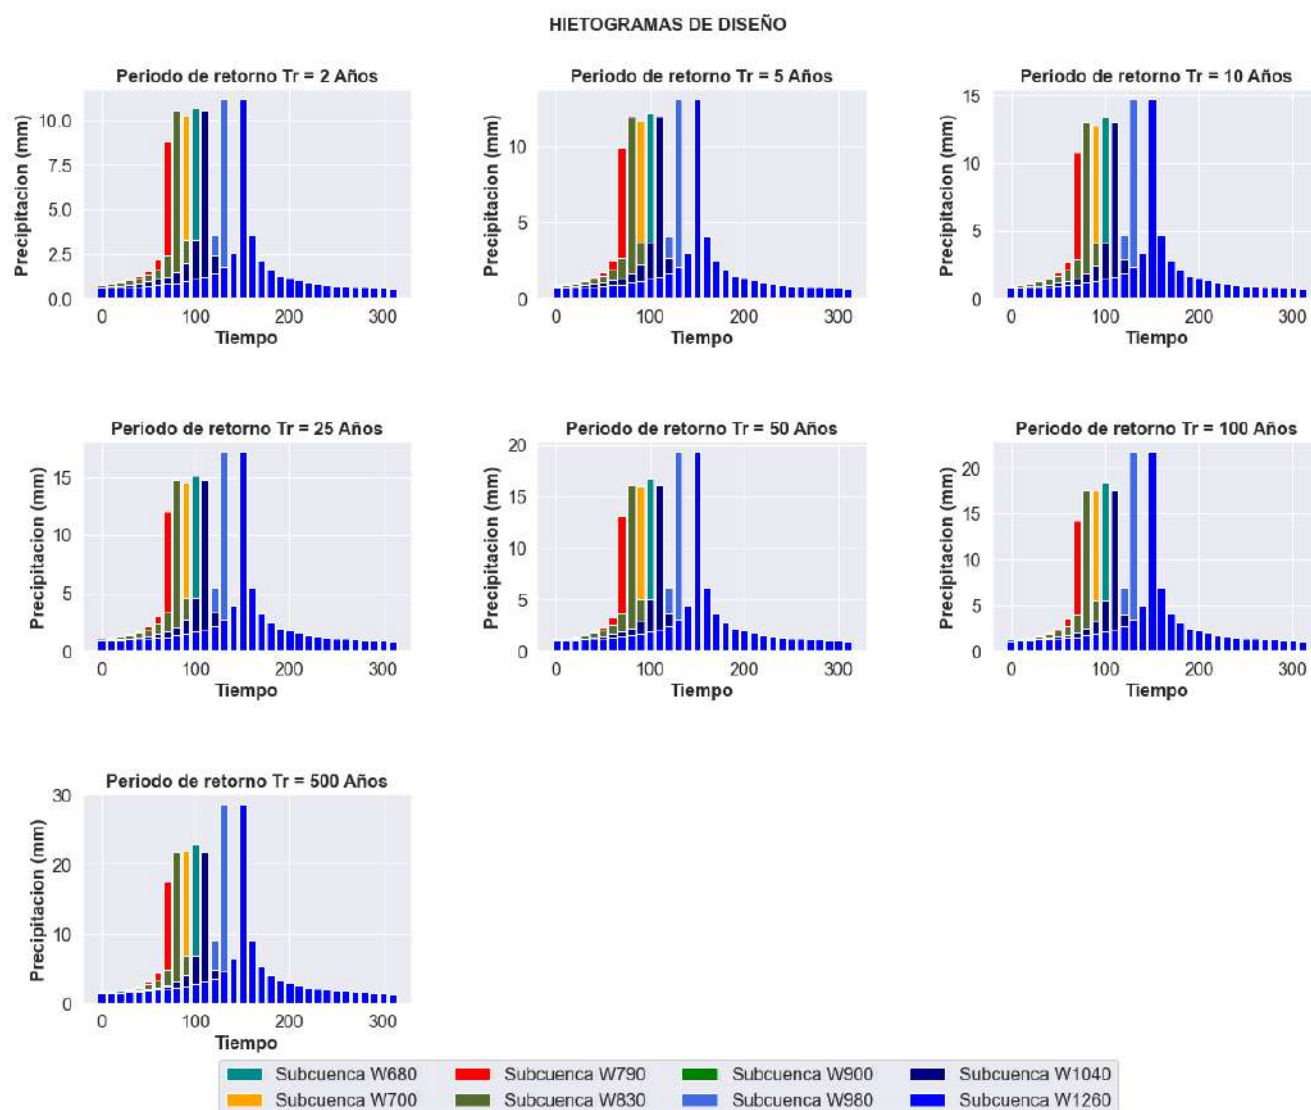 HIETOGRAMAS DE DISEÑO
Periodo de retorno Tr = 2 Años
Precipitacion (mm)
10.0
7.5
5.0
2.5
0.0
0 100 200 300
Tiempo
Periodo de retorno Tr = 5 Años
Precipitacion (mm)
10
5
0
0 100 200 300
Tiempo
Periodo de retorno Tr = 10 Años
Precipitacion (mm)
15
10
5
0
0 100 200 300
Tiempo
Periodo de retorno Tr = 25 Años
Precipitacion (mm)
15
10
5
0
0 100 200 300
Tiempo
Periodo de retorno Tr = 50 Años
Precipitacion (mm)
20
15
10
5
0
0 100 200 300
Tiempo
Periodo de retorno Tr = 100 Años
Precipitacion (mm)
20
15
10
5
0
0 100 200 300
Tiempo
Periodo de retorno Tr = 500 Años
Precipitacion (mm)
30
20
10
0
0 100 200 300
Tiempo
Subcuenca W680 Subcuenca W790 Subcuenca W900 Subcuenca W1040
Subcuenca W700 Subcuenca W830 Subcuenca W980 Subcuenca W1260